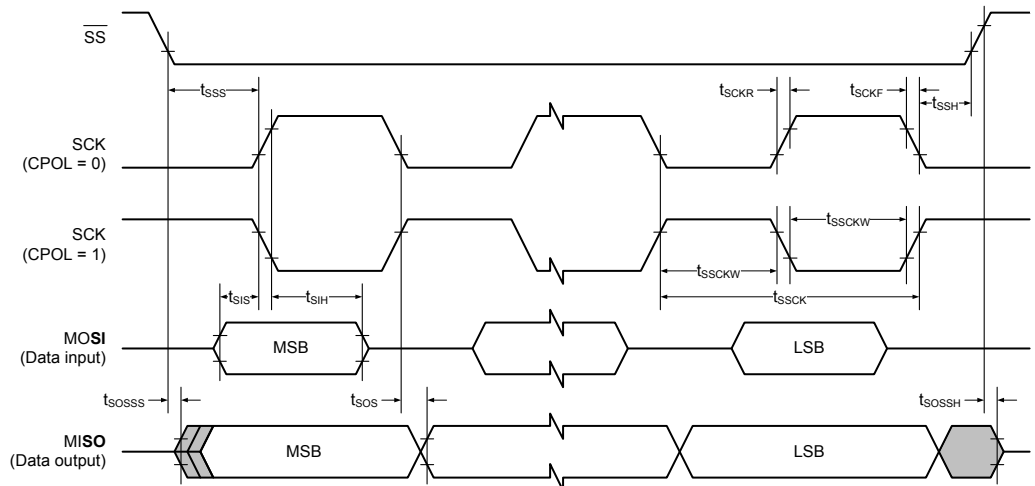 SS
tSSS
tSCKR
tSCKF
tSSH
SCK
(CPOL = 0)
SCK
(CPOL = 1)
tSSCKW
tSSCKW
tSSCK
tSIS
tSIH
MOSI
(Data input)
MSB
LSB
tSOSSS
tSOS
tSOSSH
MISO
(Data output)
MSB
LSB